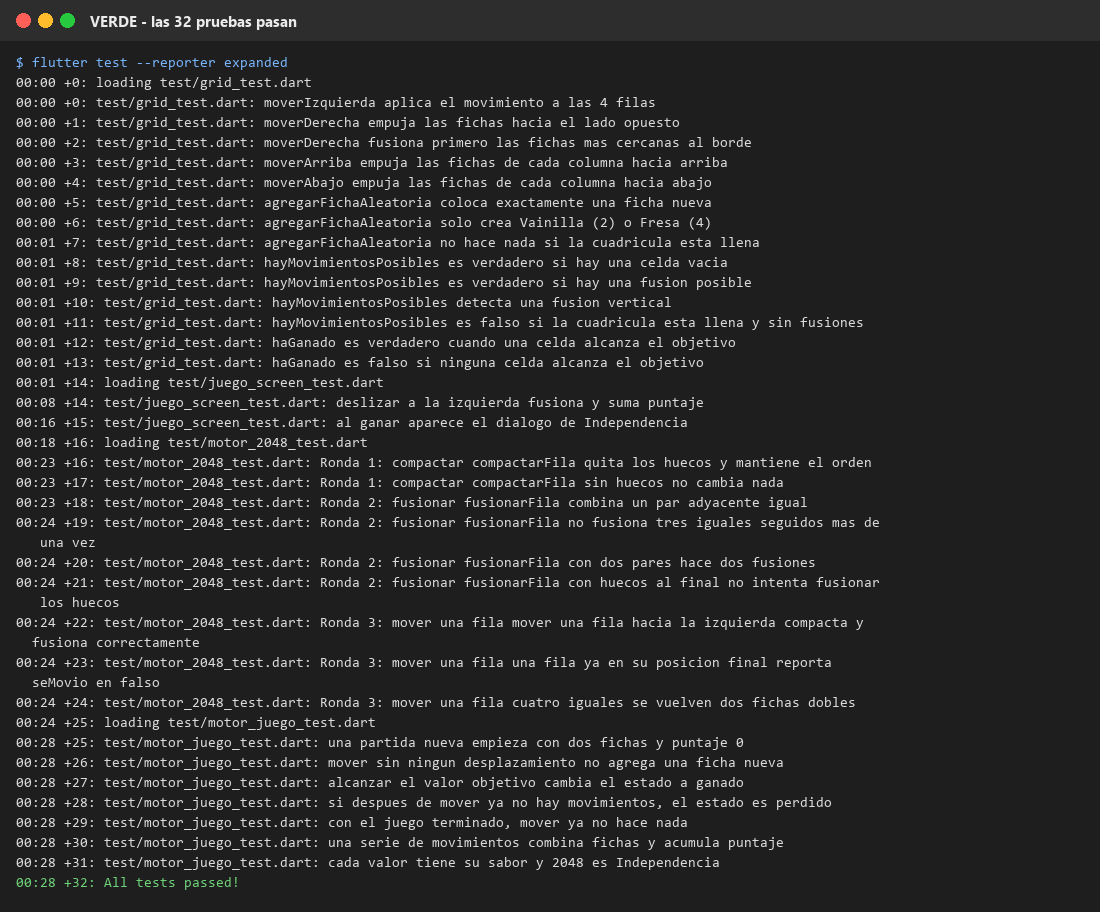 VERDE - las 32 pruebas pasan
$ flutter test --reporter expanded
00:00 +0: loading test/grid_test.dart
00:00 +0: test/grid_test.dart: moverIzquierda aplica el movimiento a las 4 filas
00:00 +1: test/grid_test.dart: moverDerecha empuja las fichas hacia el lado opuesto
00:00 +2: test/grid_test.dart: moverDerecha fusiona primero las fichas mas cercanas al borde
00:00 +3: test/grid_test.dart: moverArriba empuja las fichas de cada columna hacia arriba
00:00 +4: test/grid_test.dart: moverAbajo empuja las fichas de cada columna hacia abajo
00:00 +5: test/grid_test.dart: agregarFichaAleatoria coloca exactamente una ficha nueva
00:00 +6: test/grid_test.dart: agregarFichaAleatoria solo crea Vainilla (2) o Fresa (4)
00:01 +7: test/grid_test.dart: agregarFichaAleatoria no hace nada si la cuadricula esta llena
00:01 +8: test/grid_test.dart: hayMovimientosPosibles es verdadero si hay una celda vacia
00:01 +9: test/grid_test.dart: hayMovimientosPosibles es verdadero si hay una fusion posible
00:01 +10: test/grid_test.dart: hayMovimientosPosibles detecta una fusion vertical
00:01 +11: test/grid_test.dart: hayMovimientosPosibles es falso si la cuadricula esta llena y sin fusiones
00:01 +12: test/grid_test.dart: haGanado es verdadero cuando una celda alcanza el objetivo
00:01 +13: test/grid_test.dart: haGanado es falso si ninguna celda alcanza el objetivo
00:01 +14: loading test/juego_screen_test.dart
00:08 +14: test/juego_screen_test.dart: deslizar a la izquierda fusiona y suma puntaje
00:16 +15: test/juego_screen_test.dart: al ganar aparece el dialogo de Independencia
00:18 +16: loading test/motor_2048_test.dart
00:23 +16: test/motor_2048_test.dart: Ronda 1: compactar compactarFila quita los huecos y mantiene el orden
00:23 +17: test/motor_2048_test.dart: Ronda 1: compactar compactarFila sin huecos no cambia nada
00:23 +18: test/motor_2048_test.dart: Ronda 2: fusionar fusionarFila combina un par adyacente igual
00:24 +19: test/motor_2048_test.dart: Ronda 2: fusionar fusionarFila no fusiona tres iguales seguidos mas de
una vez
00:24 +20: test/motor_2048_test.dart: Ronda 2: fusionar fusionarFila con dos pares hace dos fusiones
00:24 +21: test/motor_2048_test.dart: Ronda 2: fusionar fusionarFila con huecos al final no intenta fusionar
los huecos
00:24 +22: test/motor_2048_test.dart: Ronda 3: mover una fila mover una fila hacia la izquierda compacta y
fusiona correctamente
00:24 +23: test/motor_2048_test.dart: Ronda 3: mover una fila una fila ya en su posicion final reporta
seMovio en falso
00:24 +24: test/motor_2048_test.dart: Ronda 3: mover una fila cuatro iguales se vuelven dos fichas dobles
00:24 +25: loading test/motor_juego_test.dart
00:28 +25: test/motor_juego_test.dart: una partida nueva empieza con dos fichas y puntaje 0
00:28 +26: test/motor_juego_test.dart: mover sin ningun desplazamiento no agrega una ficha nueva
00:28 +27: test/motor_juego_test.dart: alcanzar el valor objetivo cambia el estado a ganado
00:28 +28: test/motor_juego_test.dart: si despues de mover ya no hay movimientos, el estado es perdido
00:28 +29: test/motor_juego_test.dart: con el juego terminado, mover ya no hace nada
00:28 +30: test/motor_juego_test.dart: una serie de movimientos combina fichas y acumula puntaje
00:28 +31: test/motor_juego_test.dart: cada valor tiene su sabor y 2048 es Independencia
00:28 +32: All tests passed!